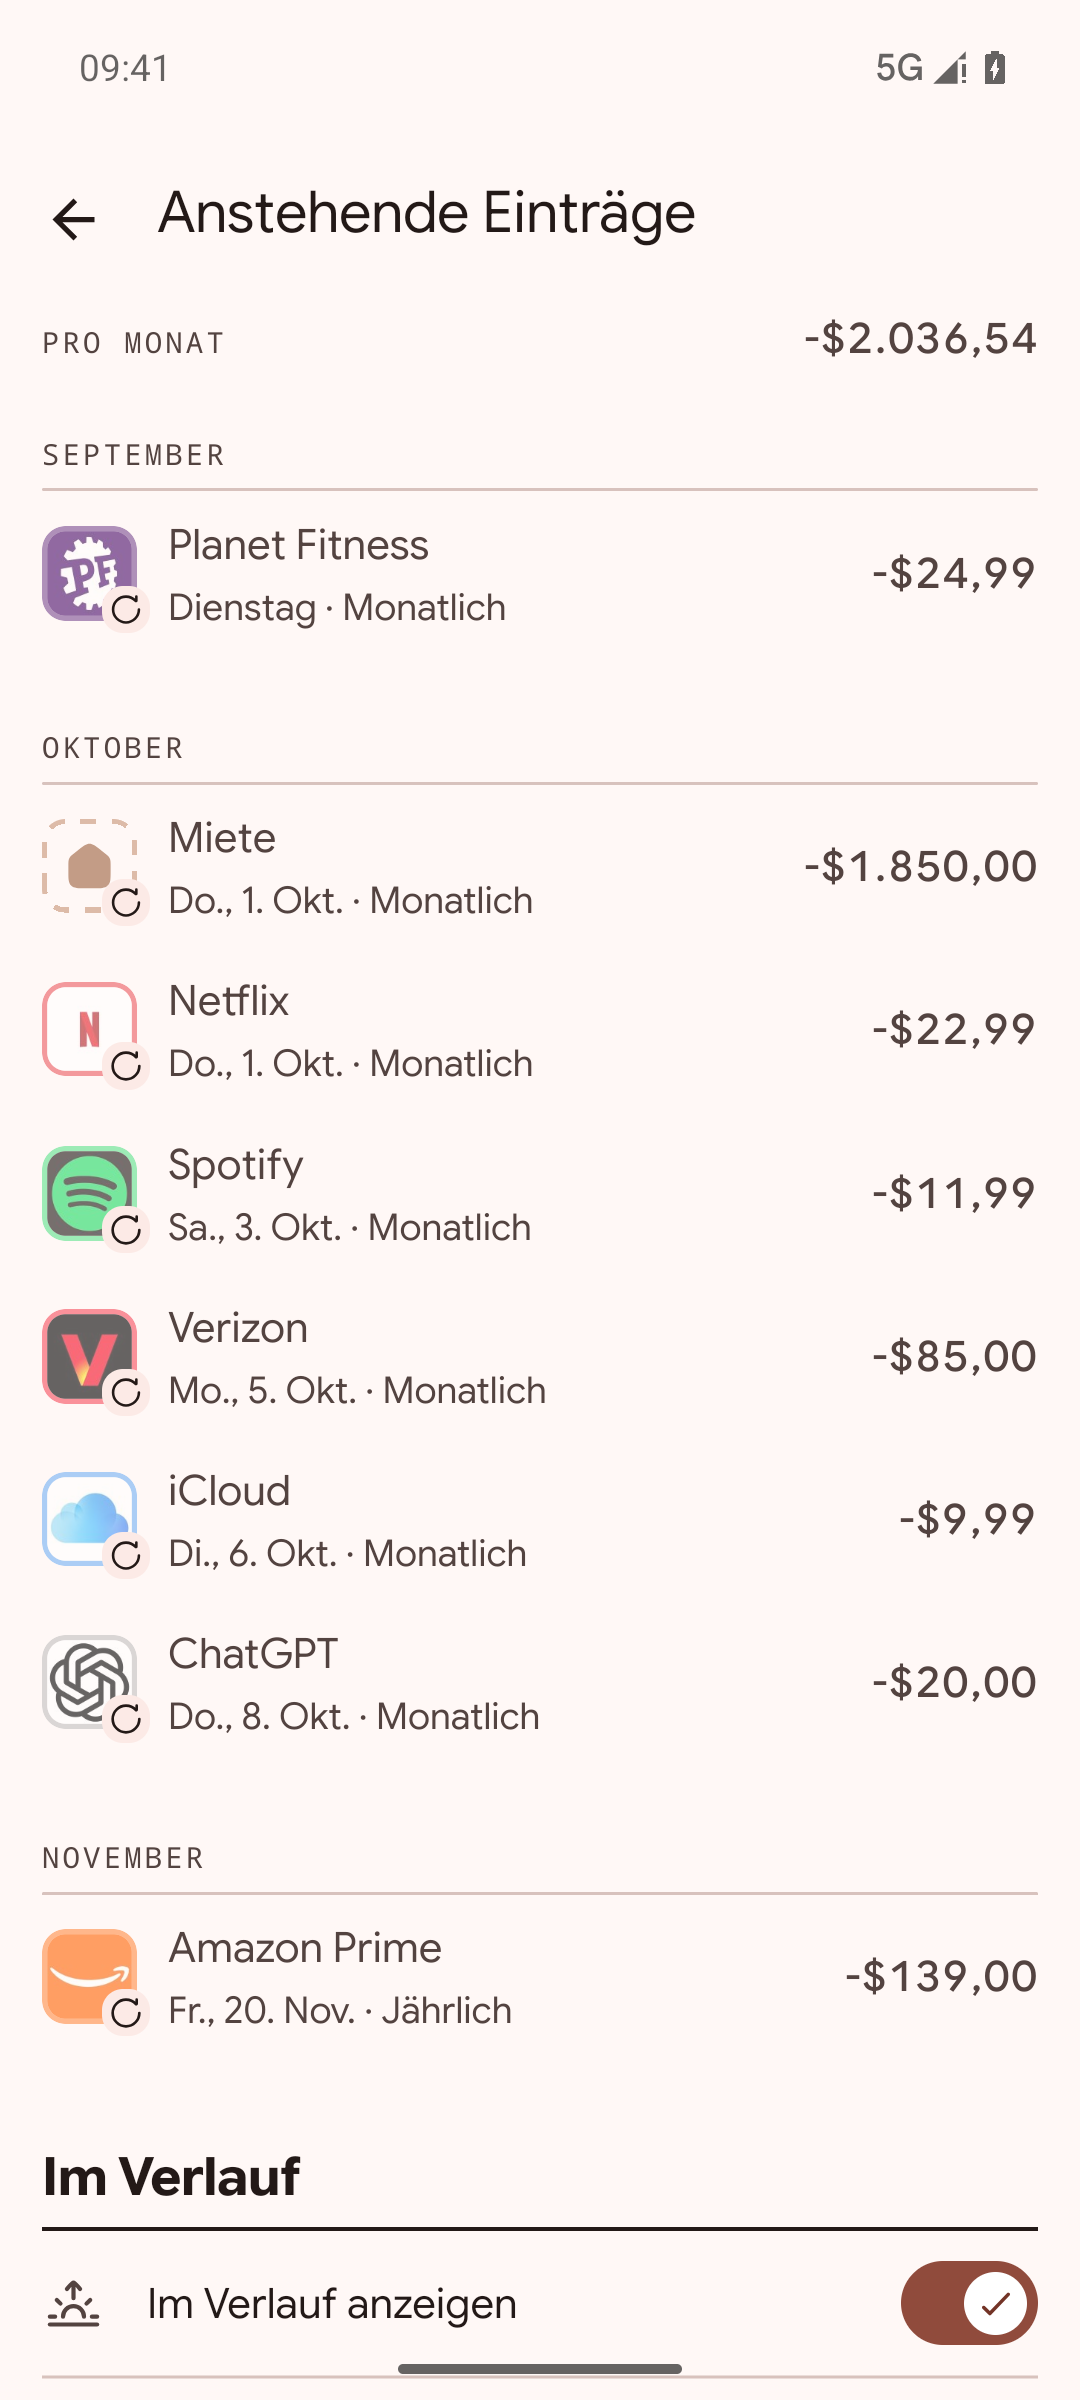 09:41
5G
Anstehende Einträge
PRO MONAT
-$2.036,54
SEPTEMBER
Planet Fitness
-$24,99
Dienstag · Monatlich
OKTOBER
Miete
-$1.850,00
Do., 1. Okt. · Monatlich
Netflix
-$22,99
Do., 1. Okt. · Monatlich
Spotify
-$11,99
Sa., 3. Okt. · Monatlich
Verizon
-$85,00
Mo., 5. Okt. · Monatlich
iCloud
-$9,99
Di., 6. Okt. · Monatlich
ChatGPT
-$20,00
Do., 8. Okt. · Monatlich
NOVEMBER
Amazon Prime
-$139,00
Fr., 20. Nov. · Jährlich
Im Verlauf
Im Verlauf anzeigen